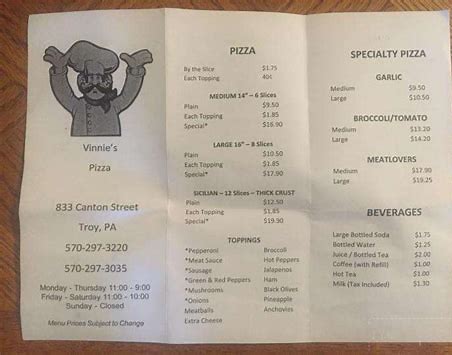 Vinnie's
Pizza
833 Canton Street
Troy, PA
570-297-3220
570-297-3035
Monday - Thursday 11:00 - 9:00
Friday - Saturday 11:00 - 10:00
Sunday - Closed
Menu Prices Subject to Change
PIZZA
By the Slice $1.75
Each Topping 40¢
MEDIUM 14" – 6 Slices
Plain $9.50
Each Topping $1.85
Special* $16.90
LARGE 16" – 8 Slices
Plain $10.50
Each Topping $1.85
Special* $17.90
SICILIAN – 12 Slices – THICK CRUST
Plain $12.50
Each Topping $1.85
Special* $19.90
TOPPINGS
*Pepperoni Broccoli
*Meat Sauce Hot Peppers
*Sausage Jalapenos
*Green & Red Peppers Ham
*Mushrooms Black Olives
*Onions Pineapple
Meatballs Anchovies
Extra Cheese
SPECIALTY PIZZA
GARLIC
Medium $9.50
Large $10.50
BROCCOLI/TOMATO
Medium $13.20
Large $14.20
MEATLOVERS
Medium $17.90
Large $19.25
BEVERAGES
Large Bottled Soda $1.75
Bottled Water $1.25
Juice / Bottled Tea $2.00
Coffee (with Refill) $1.00
Hot Tea $1.00
Milk (Tax Included) $1.30